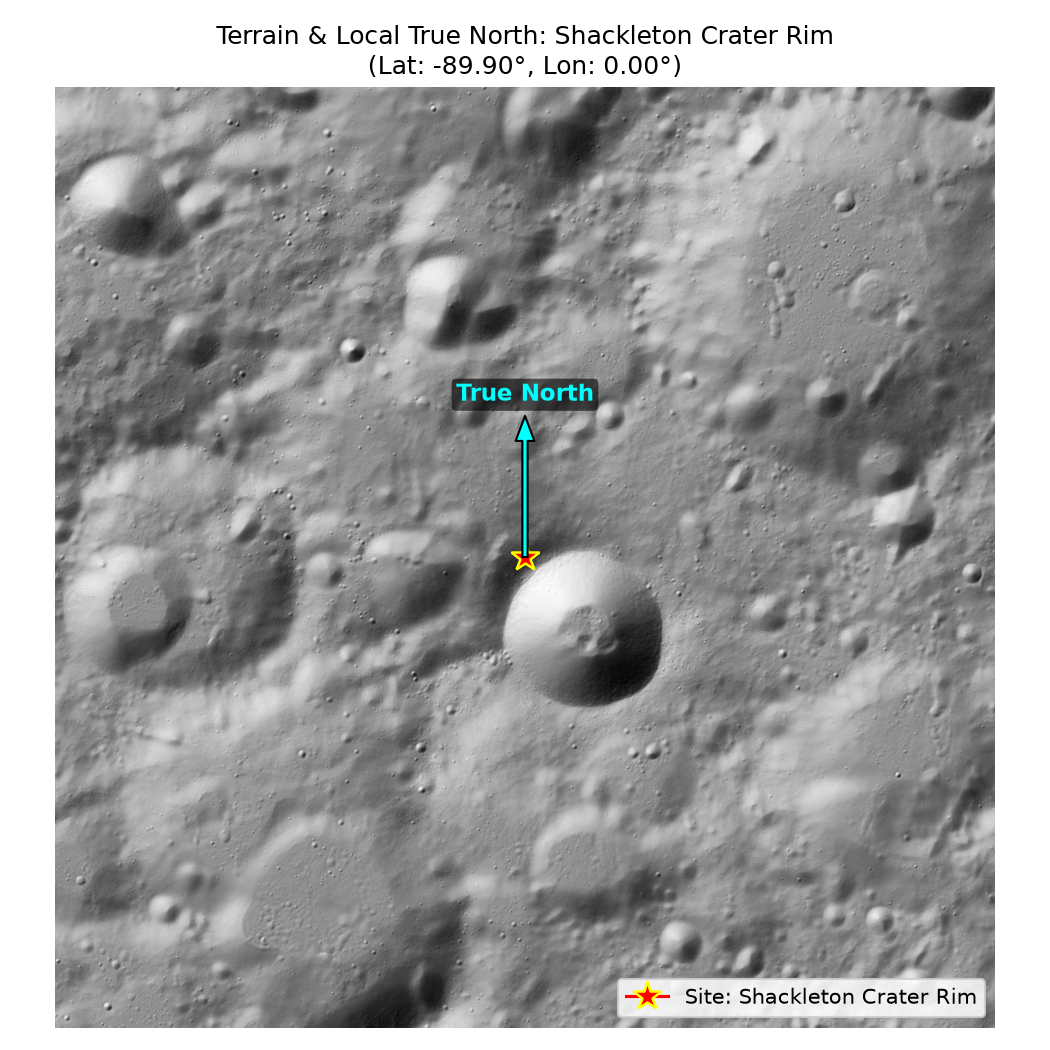 Terrain & Local True North: Shackleton Crater Rim
(Lat: -89.90°, Lon: 0.00°)
True North
Site: Shackleton Crater Rim